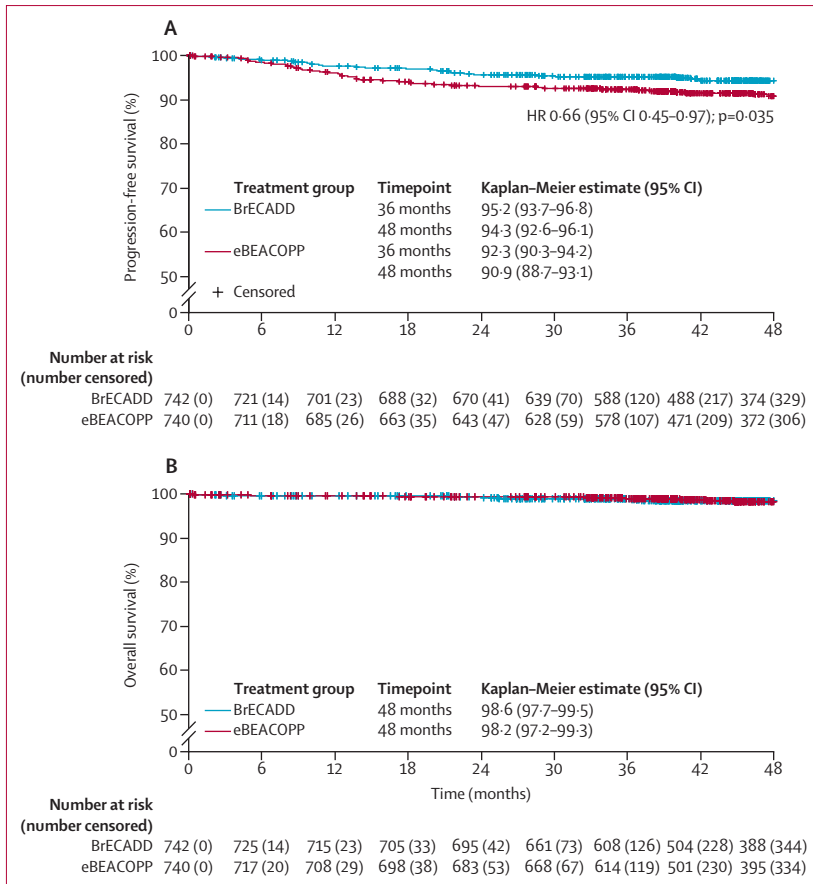 A
Progression-free survival (%)
100
90
80
70
60
50
0
HR 0·66 (95% CI 0·45–0·97); p=0·035
Treatment group Timepoint Kaplan–Meier estimate (95% CI)
BrECADD 36 months 95·2 (93·7–96·8)
48 months 94·3 (92·6–96·1)
eBEACOPP 36 months 92·3 (90·3–94·2)
48 months 90·9 (88·7–93·1)
+ Censored
0 6 12 18 24 30 36 42 48
Number at risk
(number censored)
BrECADD 742 (0) 721 (14) 701 (23) 688 (32) 670 (41) 639 (70) 588 (120) 488 (217) 374 (329)
eBEACOPP 740 (0) 711 (18) 685 (26) 663 (35) 643 (47) 628 (59) 578 (107) 471 (209) 372 (306)
B
Overall survival (%)
100
90
80
70
60
50
0
Treatment group Timepoint Kaplan–Meier estimate (95% CI)
BrECADD 48 months 98·6 (97·7–99·5)
eBEACOPP 48 months 98·2 (97·2–99·3)
0 6 12 18 24 30 36 42 48
Time (months)
Number at risk
(number censored)
BrECADD 742 (0) 725 (14) 715 (23) 705 (33) 695 (42) 661 (73) 608 (126) 504 (228) 388 (344)
eBEACOPP 740 (0) 717 (20) 708 (29) 698 (38) 683 (53) 668 (67) 614 (119) 501 (230) 395 (334)